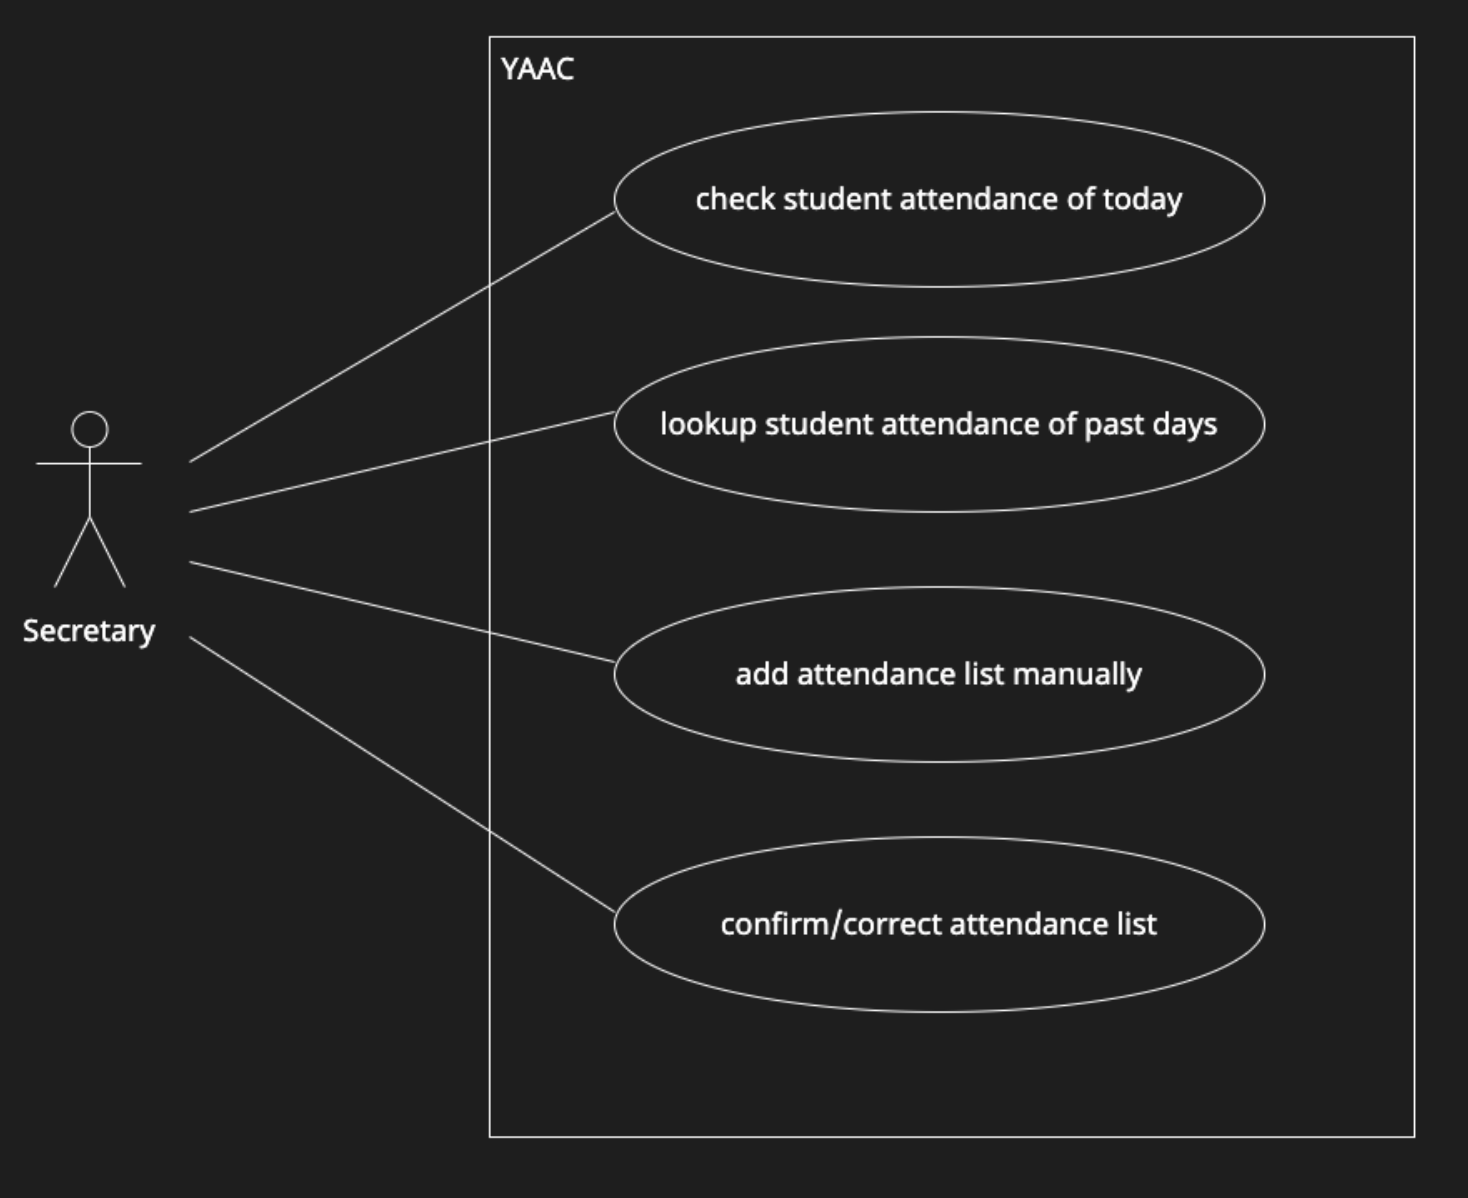 YAAC
check student attendance of today
lookup student attendance of past days
Secretary
add attendance list manually
confirm/correct attendance list